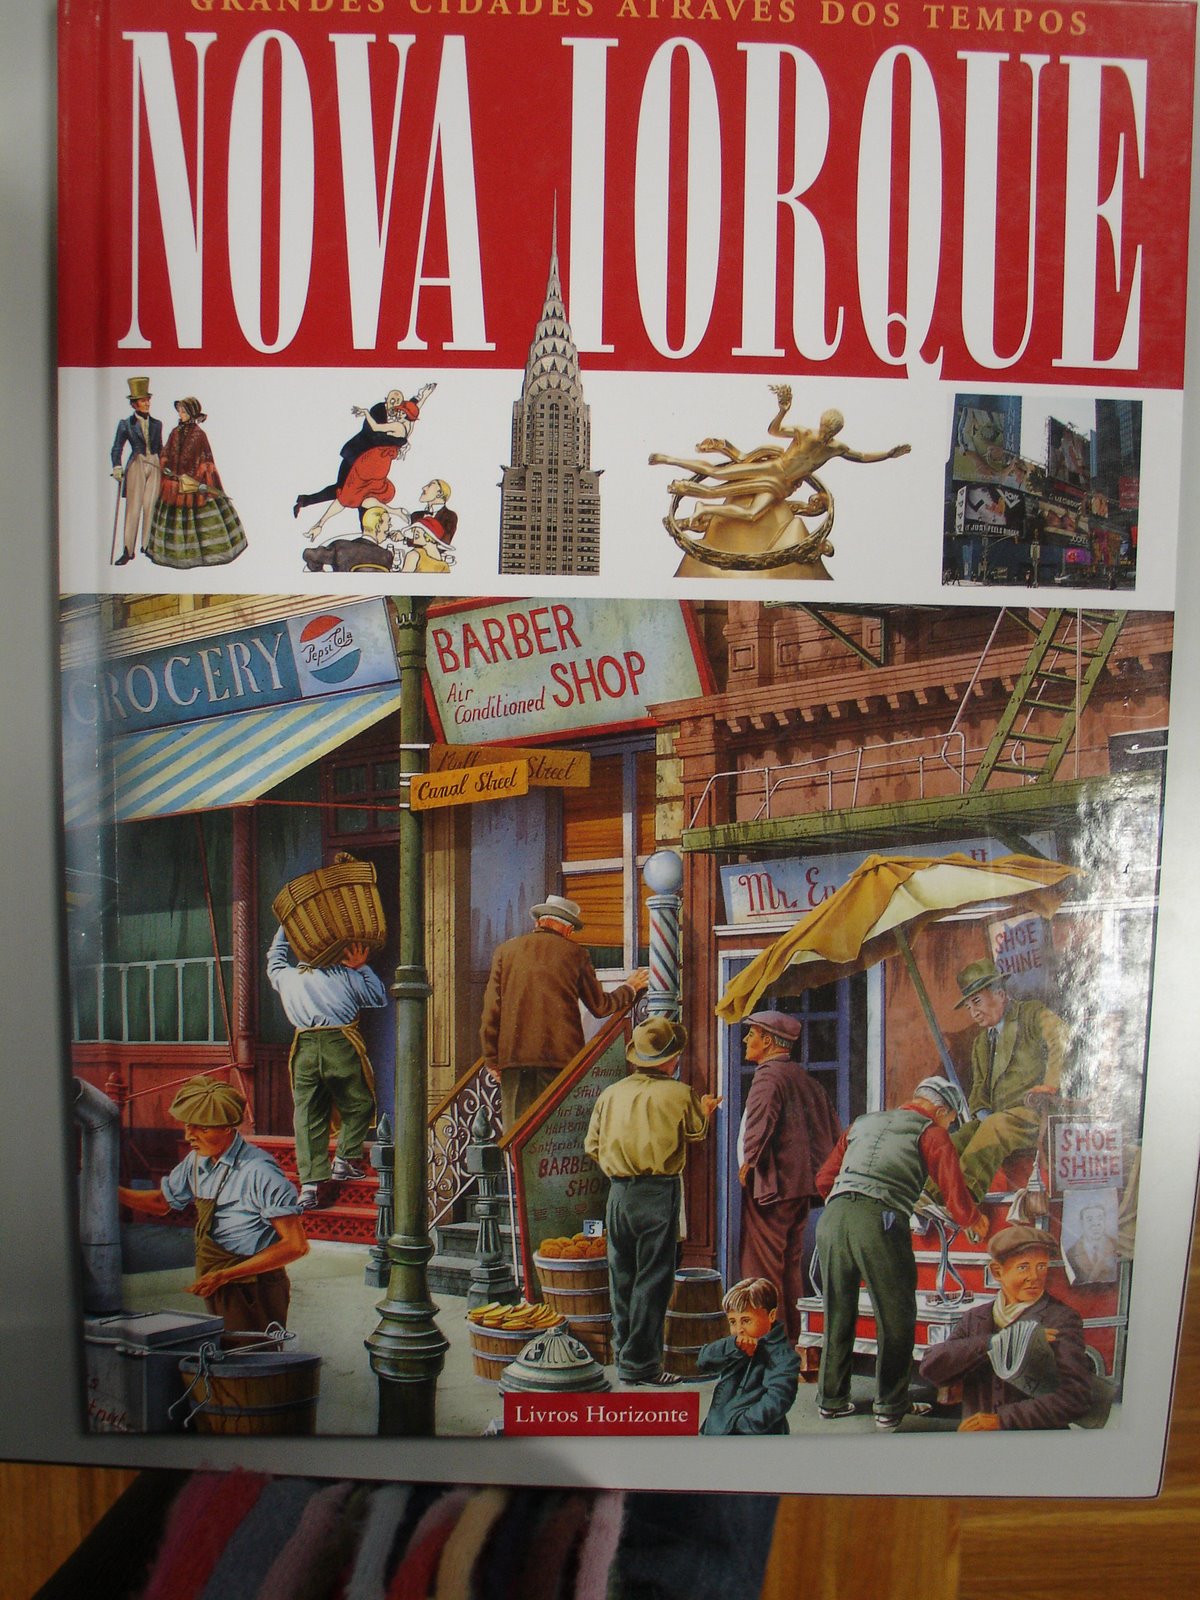 GRANDES CIDADES ATRAVÉS DOS TEMPOS
NOVA IORQUE
GROCERY
Pepsi Cola
BARBER
SHOP
Air
Conditioned
Street
Canal Street
Mr.
SHOE
SHINE
BARBER
SHOP
5
SHOE
SHINE
Livros Horizonte